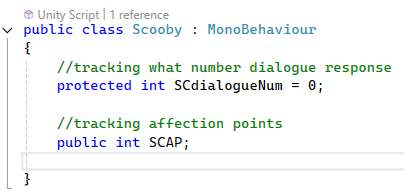 Unity Script | 1 reference
public class Scooby : MonoBehaviour
{
//tracking what number dialogue response
protected int SCdialogueNum = 0;
//tracking affection points
public int SCAP;
}